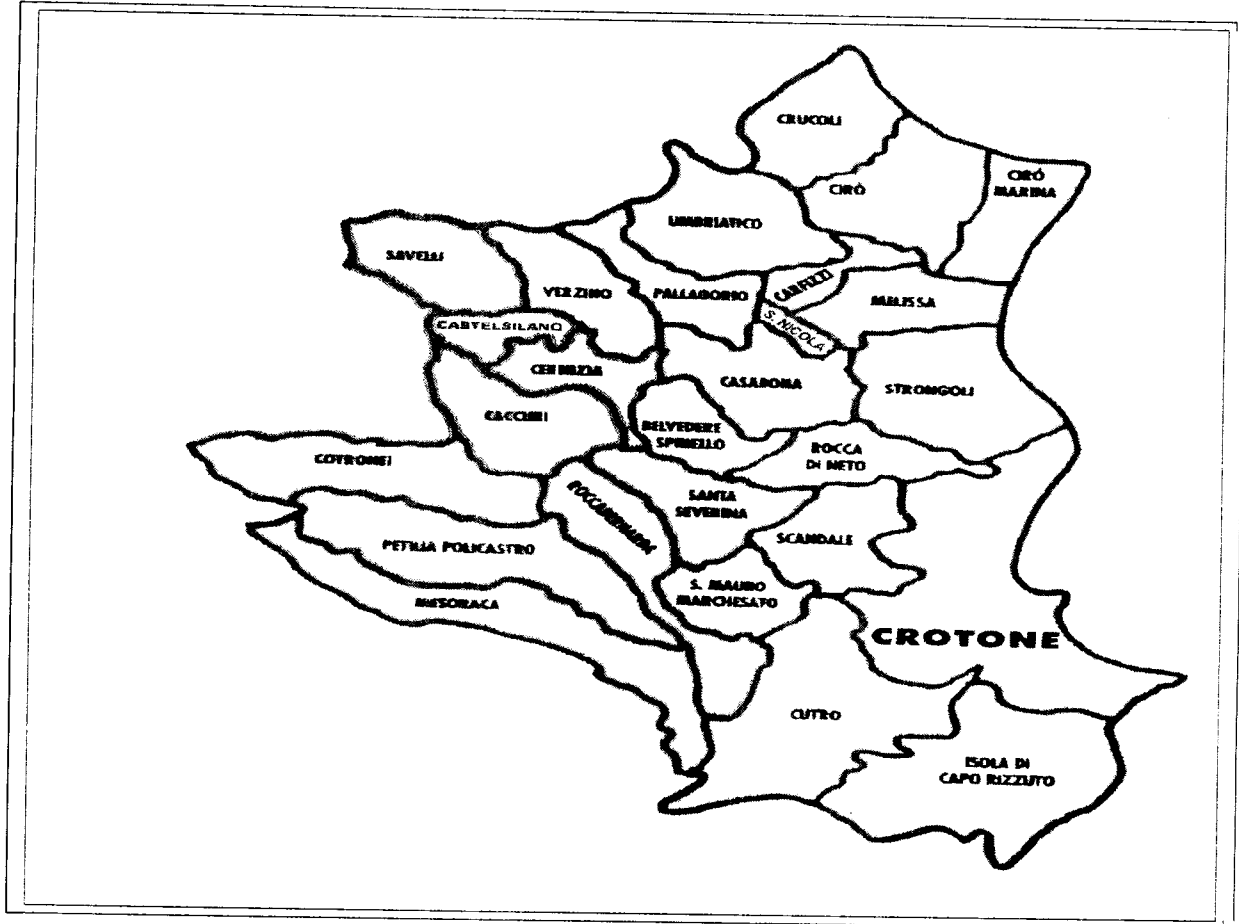 CRUCOLI
CIRÒ
CIRÓ
MARINA
UMBRIATICO
SAVELLI
VERZINO
PALLAGORIO
CARFIZZI
MELISSA
S. NICOLA
CASTELSILANO
CERENZIA
CASABONA
STRONGOLI
CACCURI
BELVEDERE
SPINELLO
ROCCA
DI NETO
COTRONEI
ROCCABERNARDA
SANTA
SEVERINA
SCANDALE
PETILIA POLICASTRO
S. MAURO
MARCHESATO
MESORACA
CROTONE
CUTRO
ISOLA DI
CAPO RIZZUTO